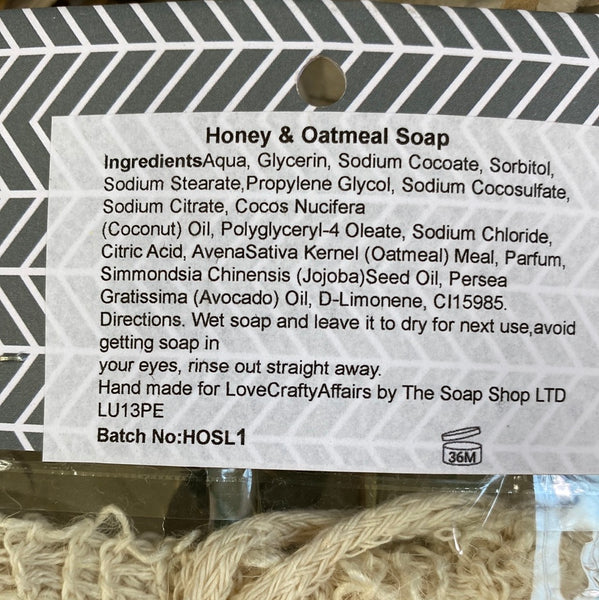 Honey & Oatmeal Soap
IngredientsAqua, Glycerin, Sodium Cocoate, Sorbitol,
Sodium Stearate,Propylene Glycol, Sodium Cocosulfate,
Sodium Citrate, Cocos Nucifera
(Coconut) Oil, Polyglyceryl-4 Oleate, Sodium Chloride,
Citric Acid, AvenaSativa Kernel (Oatmeal) Meal, Parfum,
Simmondsia Chinensis (Jojoba)Seed Oil, Persea
Gratissima (Avocado) Oil, D-Limonene, CI15985.
Directions. Wet soap and leave it to dry for next use,avoid
getting soap in
your eyes, rinse out straight away.
Hand made for LoveCraftyAffairs by The Soap Shop LTD
LU13PE
Batch No:HOSL1
36M